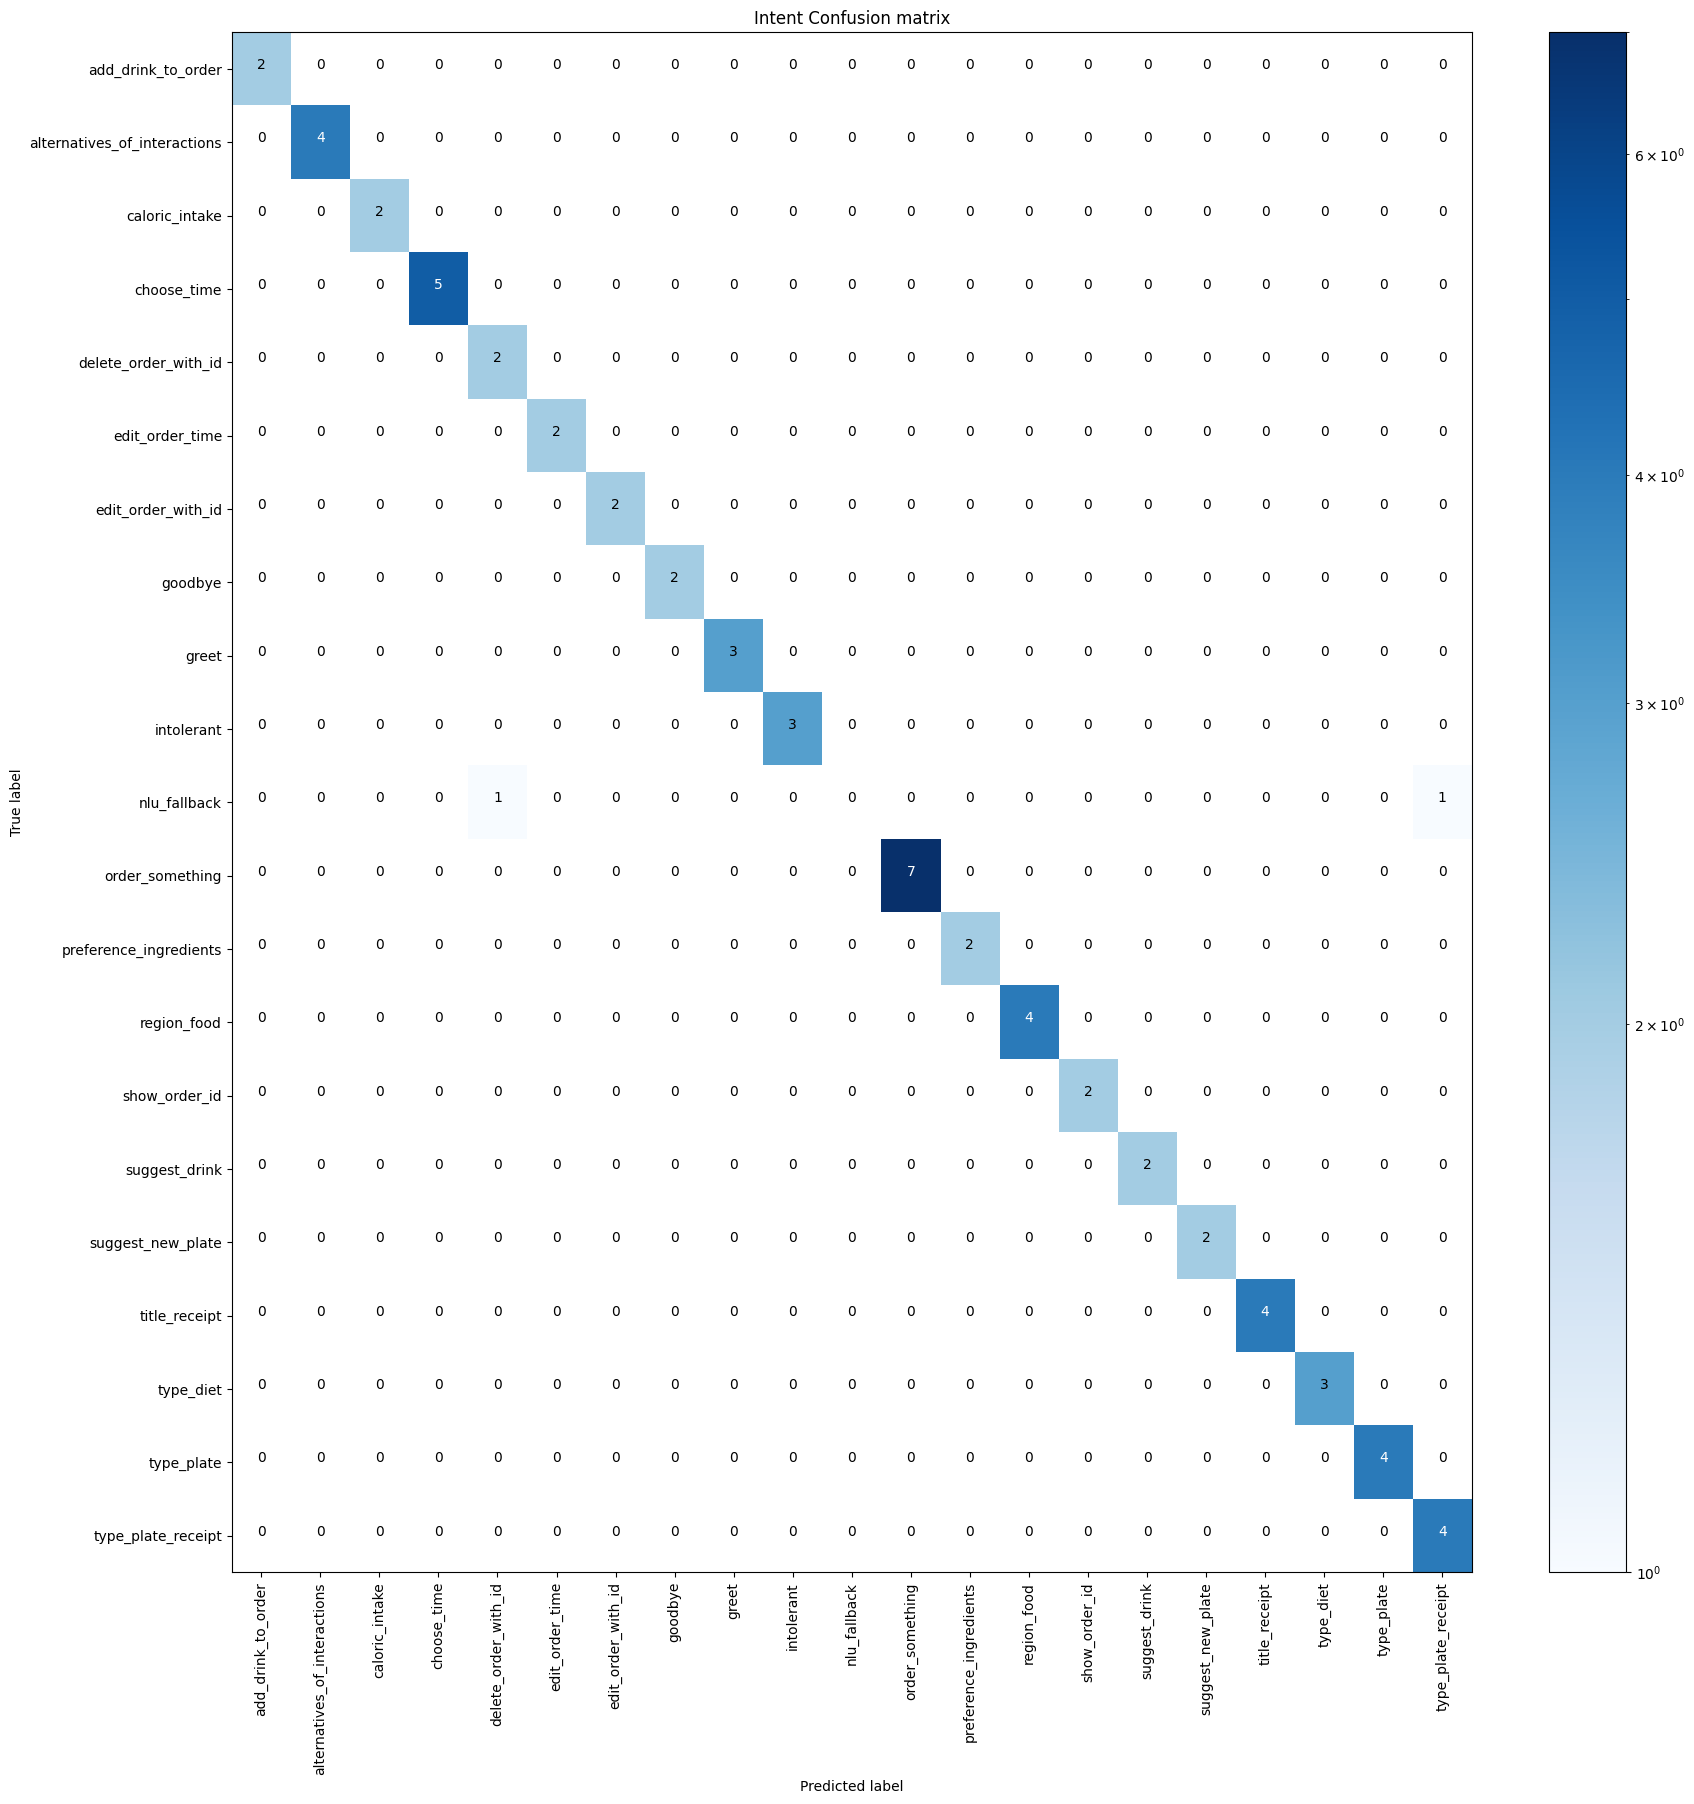 Intent Confusion matrix
add_drink_to_order 2 0 0 0 0 0 0 0 0 0 0 0 0 0 0 0 0 0 0 0 0
alternatives_of_interactions 0 4 0 0 0 0 0 0 0 0 0 0 0 0 0 0 0 0 0 0 0
caloric_intake 0 0 2 0 0 0 0 0 0 0 0 0 0 0 0 0 0 0 0 0 0
choose_time 0 0 0 5 0 0 0 0 0 0 0 0 0 0 0 0 0 0 0 0 0
delete_order_with_id 0 0 0 0 2 0 0 0 0 0 0 0 0 0 0 0 0 0 0 0 0
edit_order_time 0 0 0 0 0 2 0 0 0 0 0 0 0 0 0 0 0 0 0 0 0
edit_order_with_id 0 0 0 0 0 0 2 0 0 0 0 0 0 0 0 0 0 0 0 0 0
goodbye 0 0 0 0 0 0 0 2 0 0 0 0 0 0 0 0 0 0 0 0 0
greet 0 0 0 0 0 0 0 0 3 0 0 0 0 0 0 0 0 0 0 0 0
intolerant 0 0 0 0 0 0 0 0 0 3 0 0 0 0 0 0 0 0 0 0 0
nlu_fallback 0 0 0 0 1 0 0 0 0 0 0 0 0 0 0 0 0 0 0 0 1
order_something 0 0 0 0 0 0 0 0 0 0 0 7 0 0 0 0 0 0 0 0 0
preference_ingredients 0 0 0 0 0 0 0 0 0 0 0 0 2 0 0 0 0 0 0 0 0
region_food 0 0 0 0 0 0 0 0 0 0 0 0 0 4 0 0 0 0 0 0 0
show_order_id 0 0 0 0 0 0 0 0 0 0 0 0 0 0 2 0 0 0 0 0 0
suggest_drink 0 0 0 0 0 0 0 0 0 0 0 0 0 0 0 2 0 0 0 0 0
suggest_new_plate 0 0 0 0 0 0 0 0 0 0 0 0 0 0 0 0 2 0 0 0 0
title_receipt 0 0 0 0 0 0 0 0 0 0 0 0 0 0 0 0 0 4 0 0 0
type_diet 0 0 0 0 0 0 0 0 0 0 0 0 0 0 0 0 0 0 3 0 0
type_plate 0 0 0 0 0 0 0 0 0 0 0 0 0 0 0 0 0 0 0 4 0
type_plate_receipt 0 0 0 0 0 0 0 0 0 0 0 0 0 0 0 0 0 0 0 0 4
True label
add_drink_to_order
alternatives_of_interactions
caloric_intake
choose_time
delete_order_with_id
edit_order_time
edit_order_with_id
goodbye
greet
intolerant
nlu_fallback
order_something
preference_ingredients
region_food
show_order_id
suggest_drink
suggest_new_plate
title_receipt
type_diet
type_plate
type_plate_receipt
Predicted label
6 × 10⁰
4 × 10⁰
3 × 10⁰
2 × 10⁰
10⁰